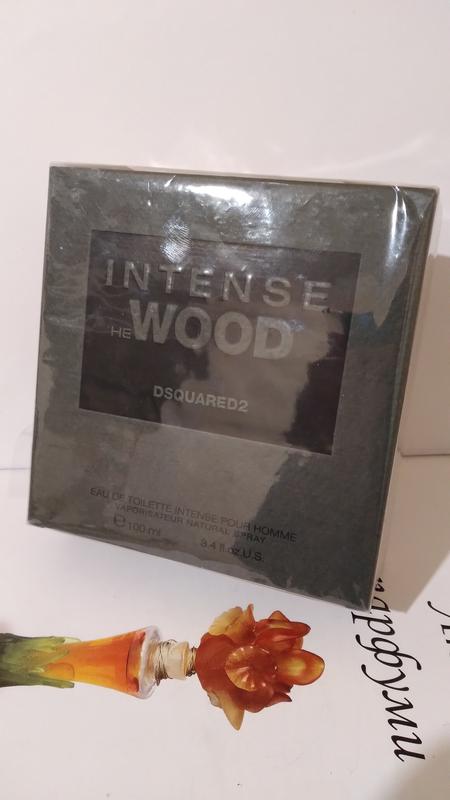 INTENSE
HE WOOD
DSQUARED2
EAU DE TOILETTE INTENSE POUR HOMME
VAPORISATEUR NATURAL SPRAY
℮ 100 ml 3.4 fl.oz.U.S.